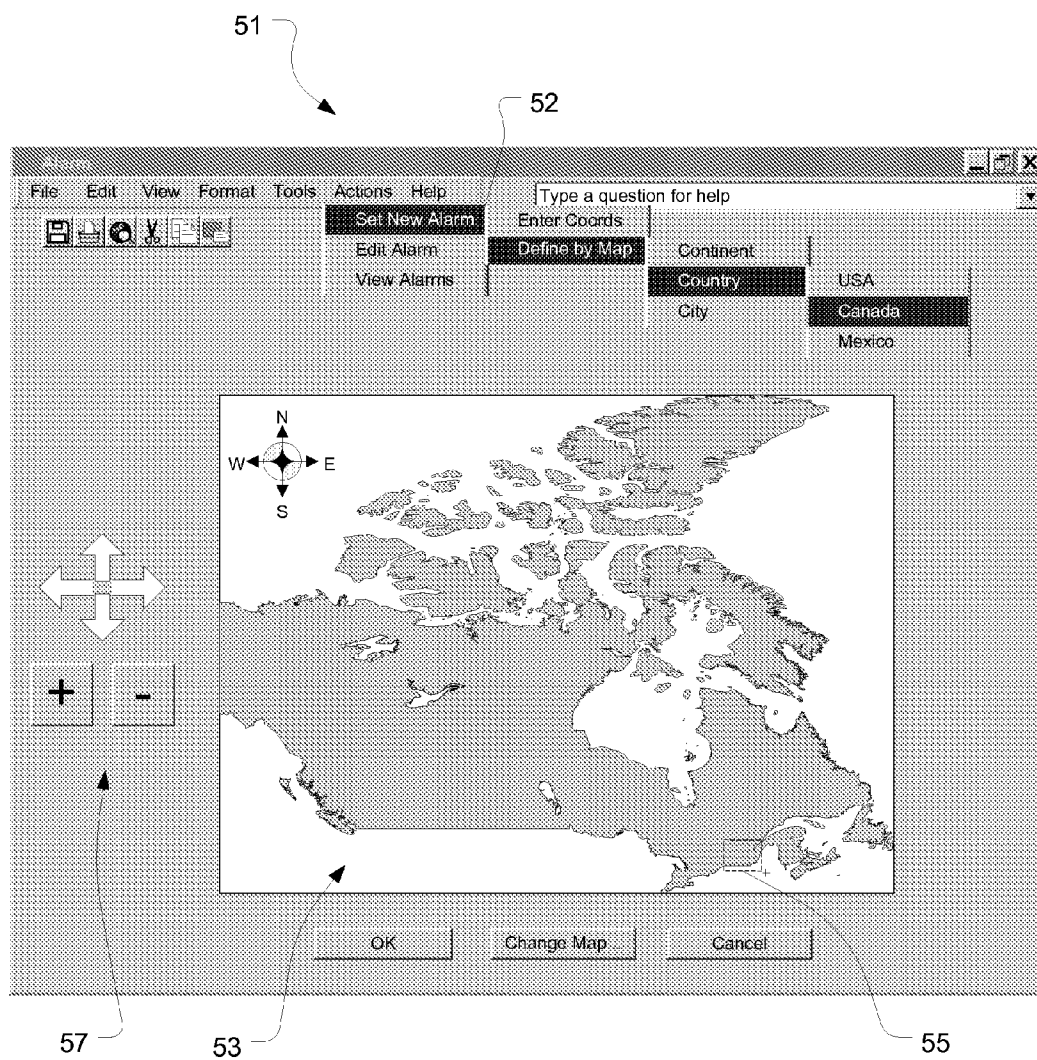 51
52
Alarm
File Edit View Format Tools Actions Help
Type a question for help
Set New Alarm
Enter Coords
Edit Alarm
Define by Map
Continent
View Alarms
Country
USA
City
Canada
Mexico
N
W E
S
+ -
OK Change Map... Cancel
57
53
55